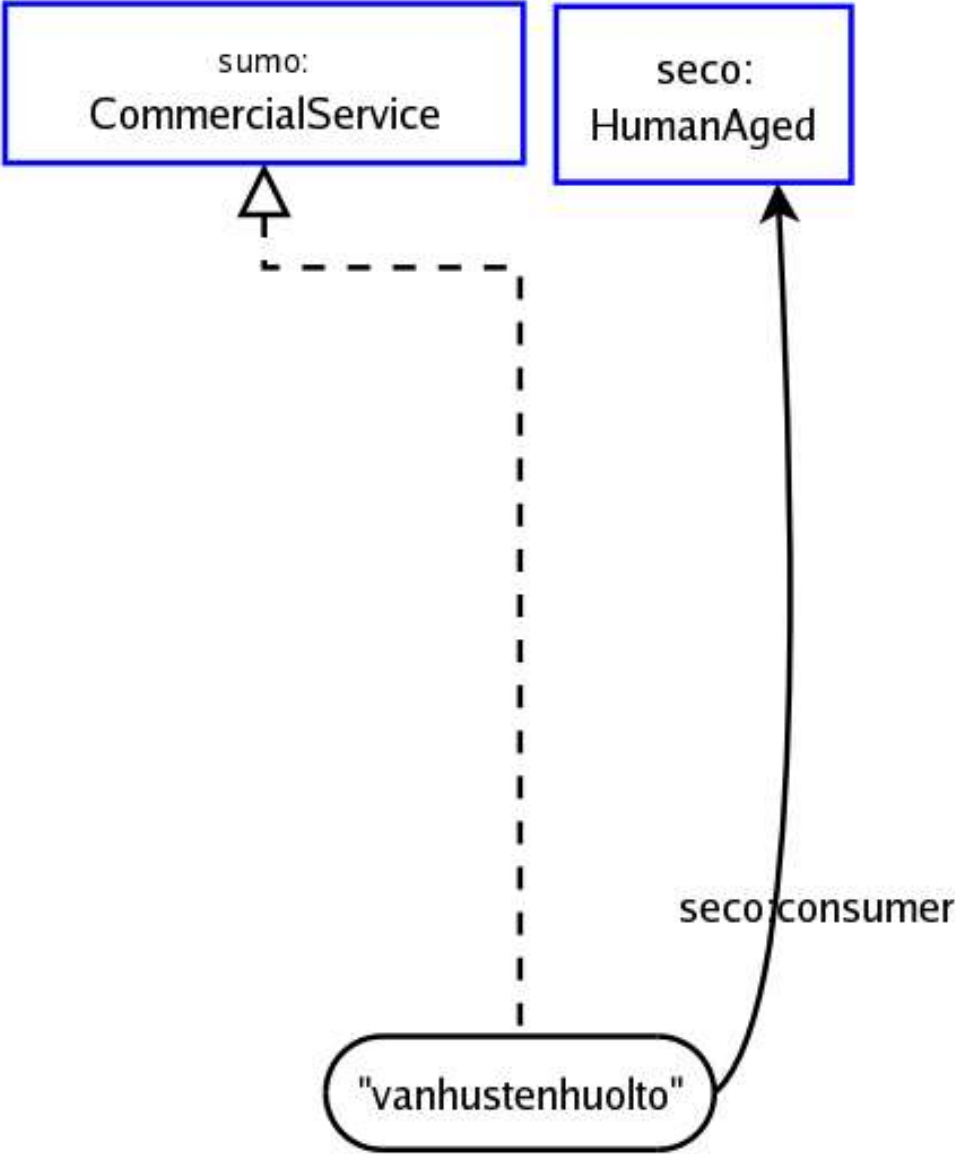 sumo:
CommercialService
seco:
HumanAged
seco:consumer
"vanhustenhuolto"